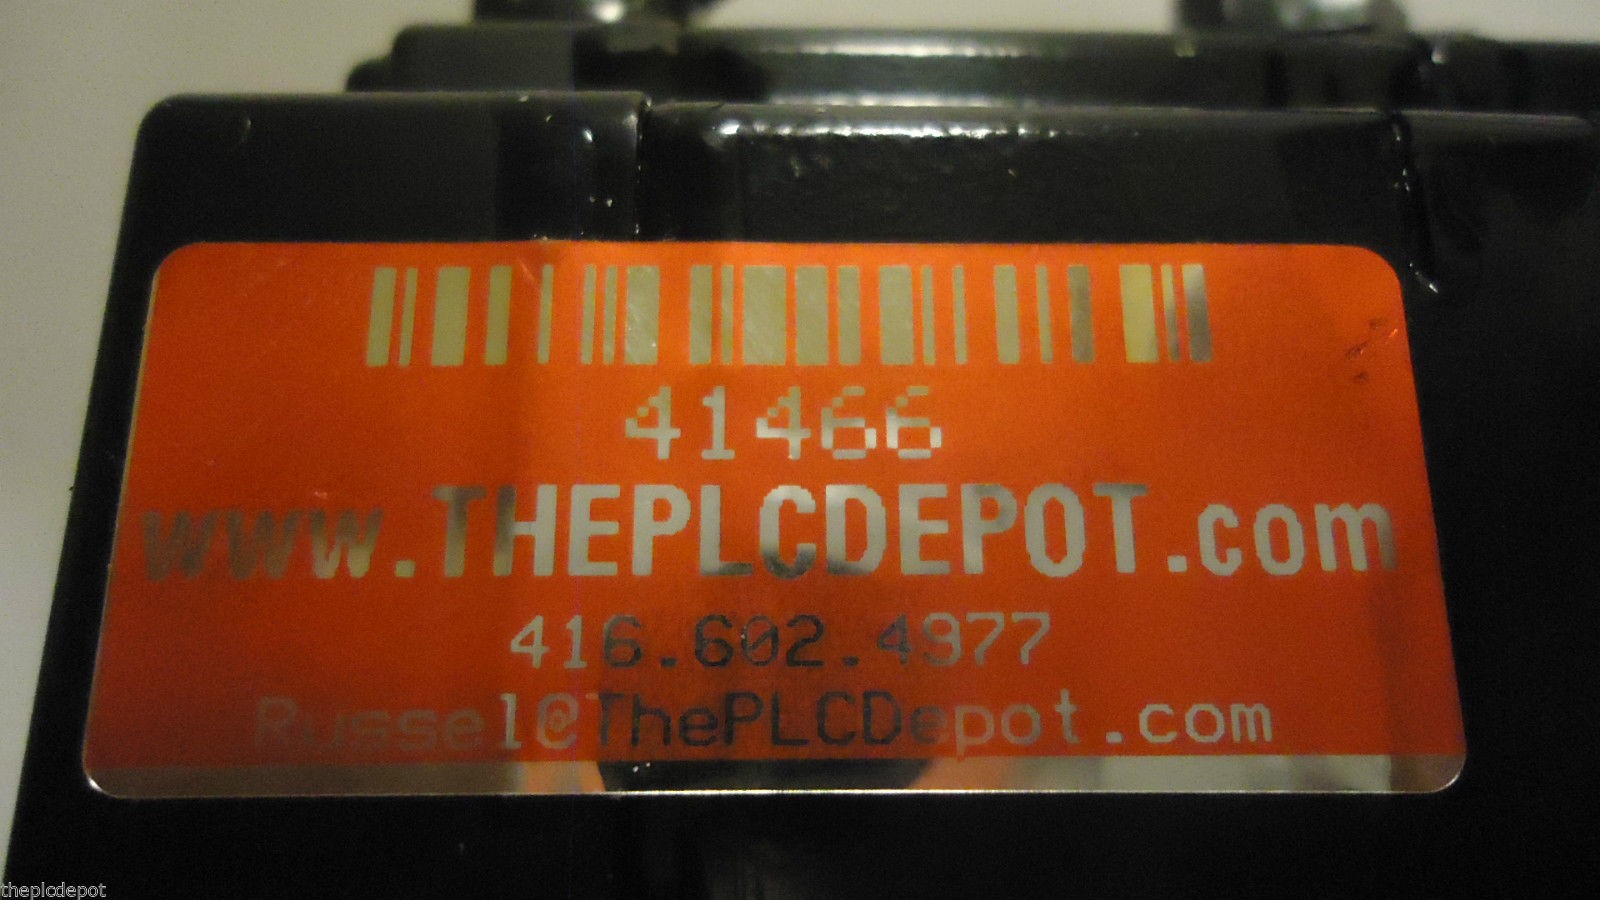 41466
www.THEPLCDEPOT.com
416.602.4977
Russel@ThePLCDepot.com
theplcdepot